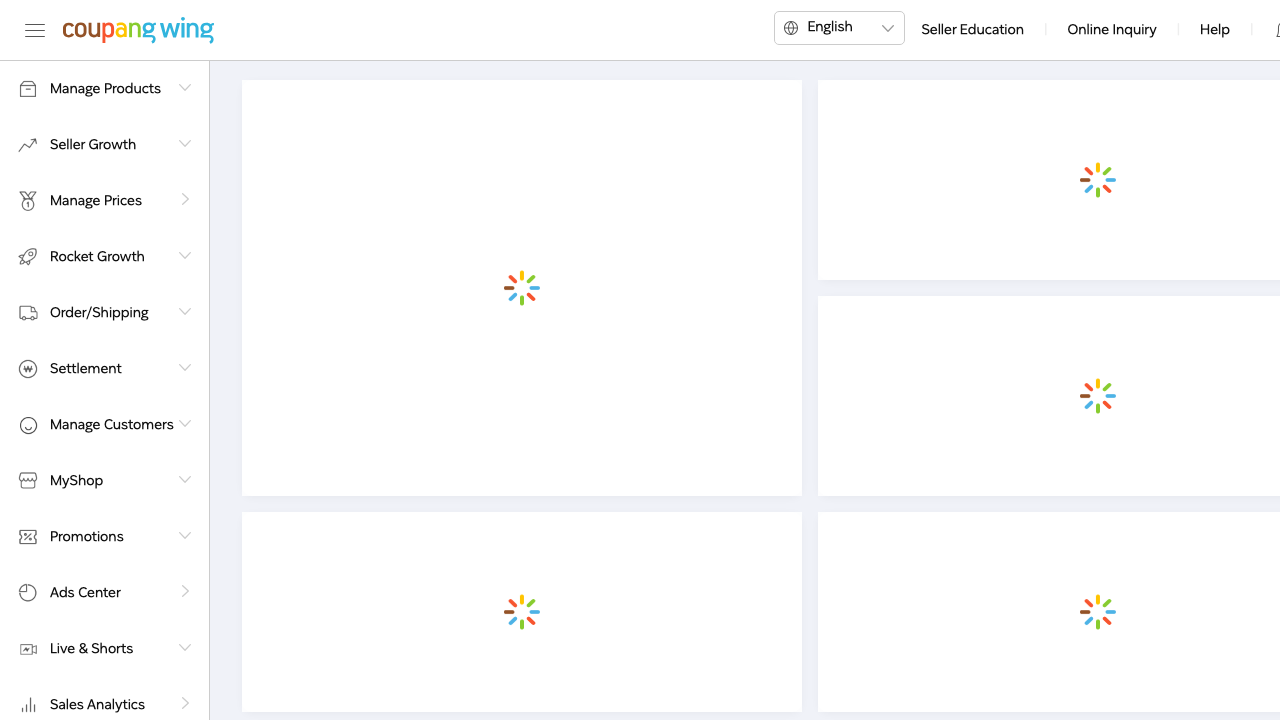 coupang wing
English
Seller Education
Online Inquiry
Help
Manage Products
Seller Growth
Manage Prices
Rocket Growth
Order/Shipping
Settlement
Manage Customers
MyShop
Promotions
Ads Center
Live & Shorts
Sales Analytics